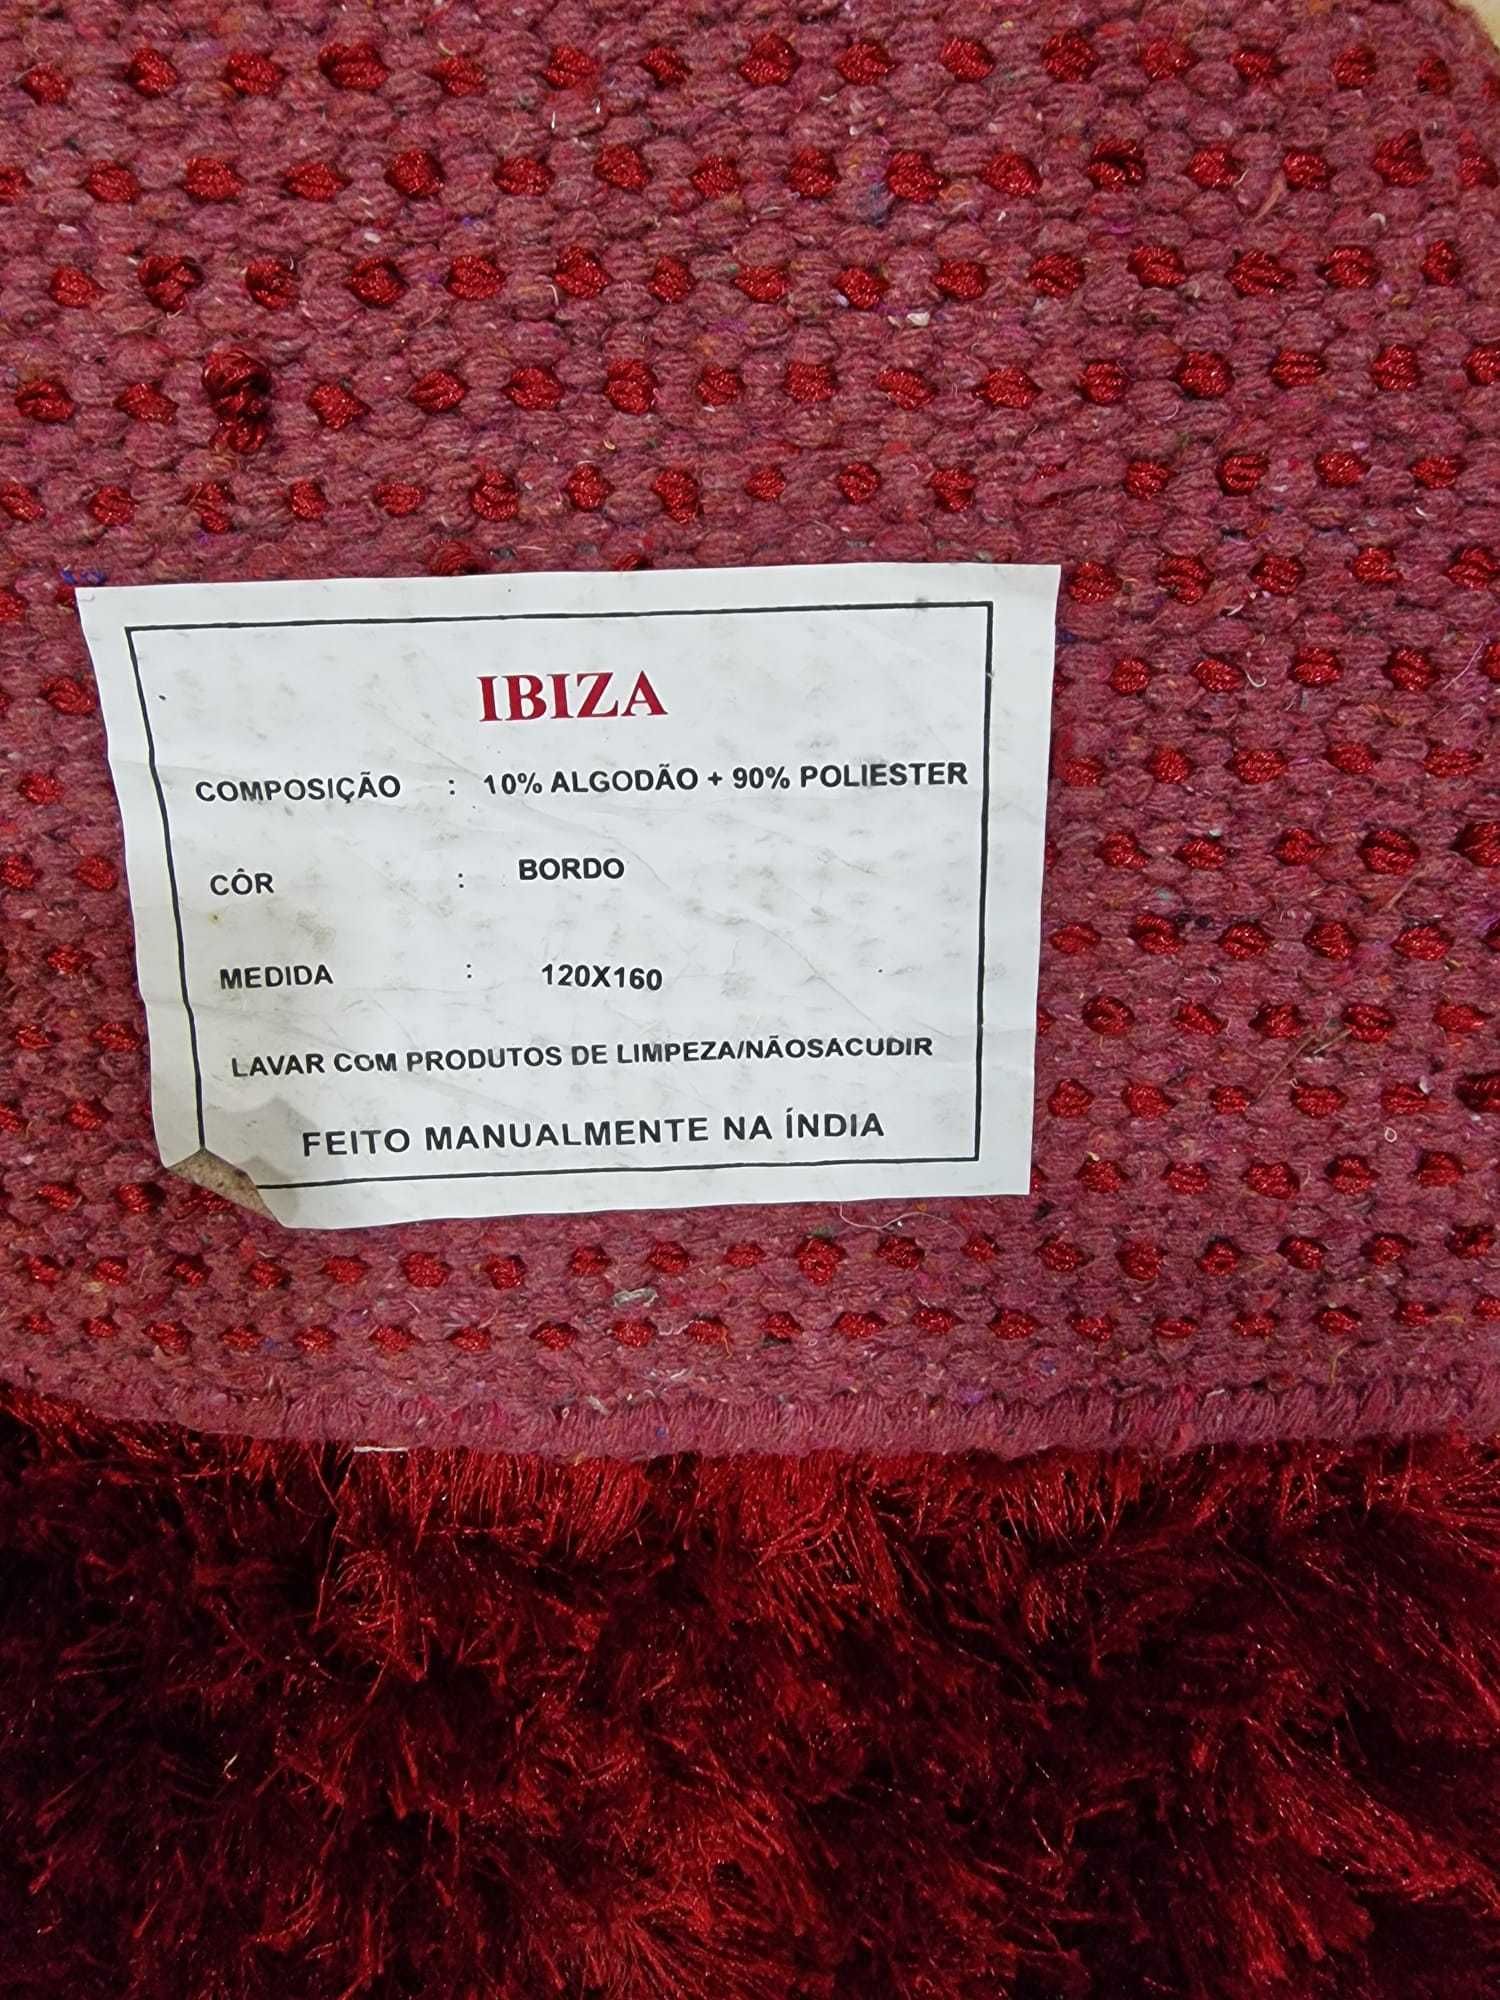 IBIZA
COMPOSIÇÃO : 10% ALGODÃO + 90% POLIESTER
CÔR : BORDO
MEDIDA : 120X160
LAVAR COM PRODUTOS DE LIMPEZA/NÃOSACUDIR
FEITO MANUALMENTE NA ÍNDIA